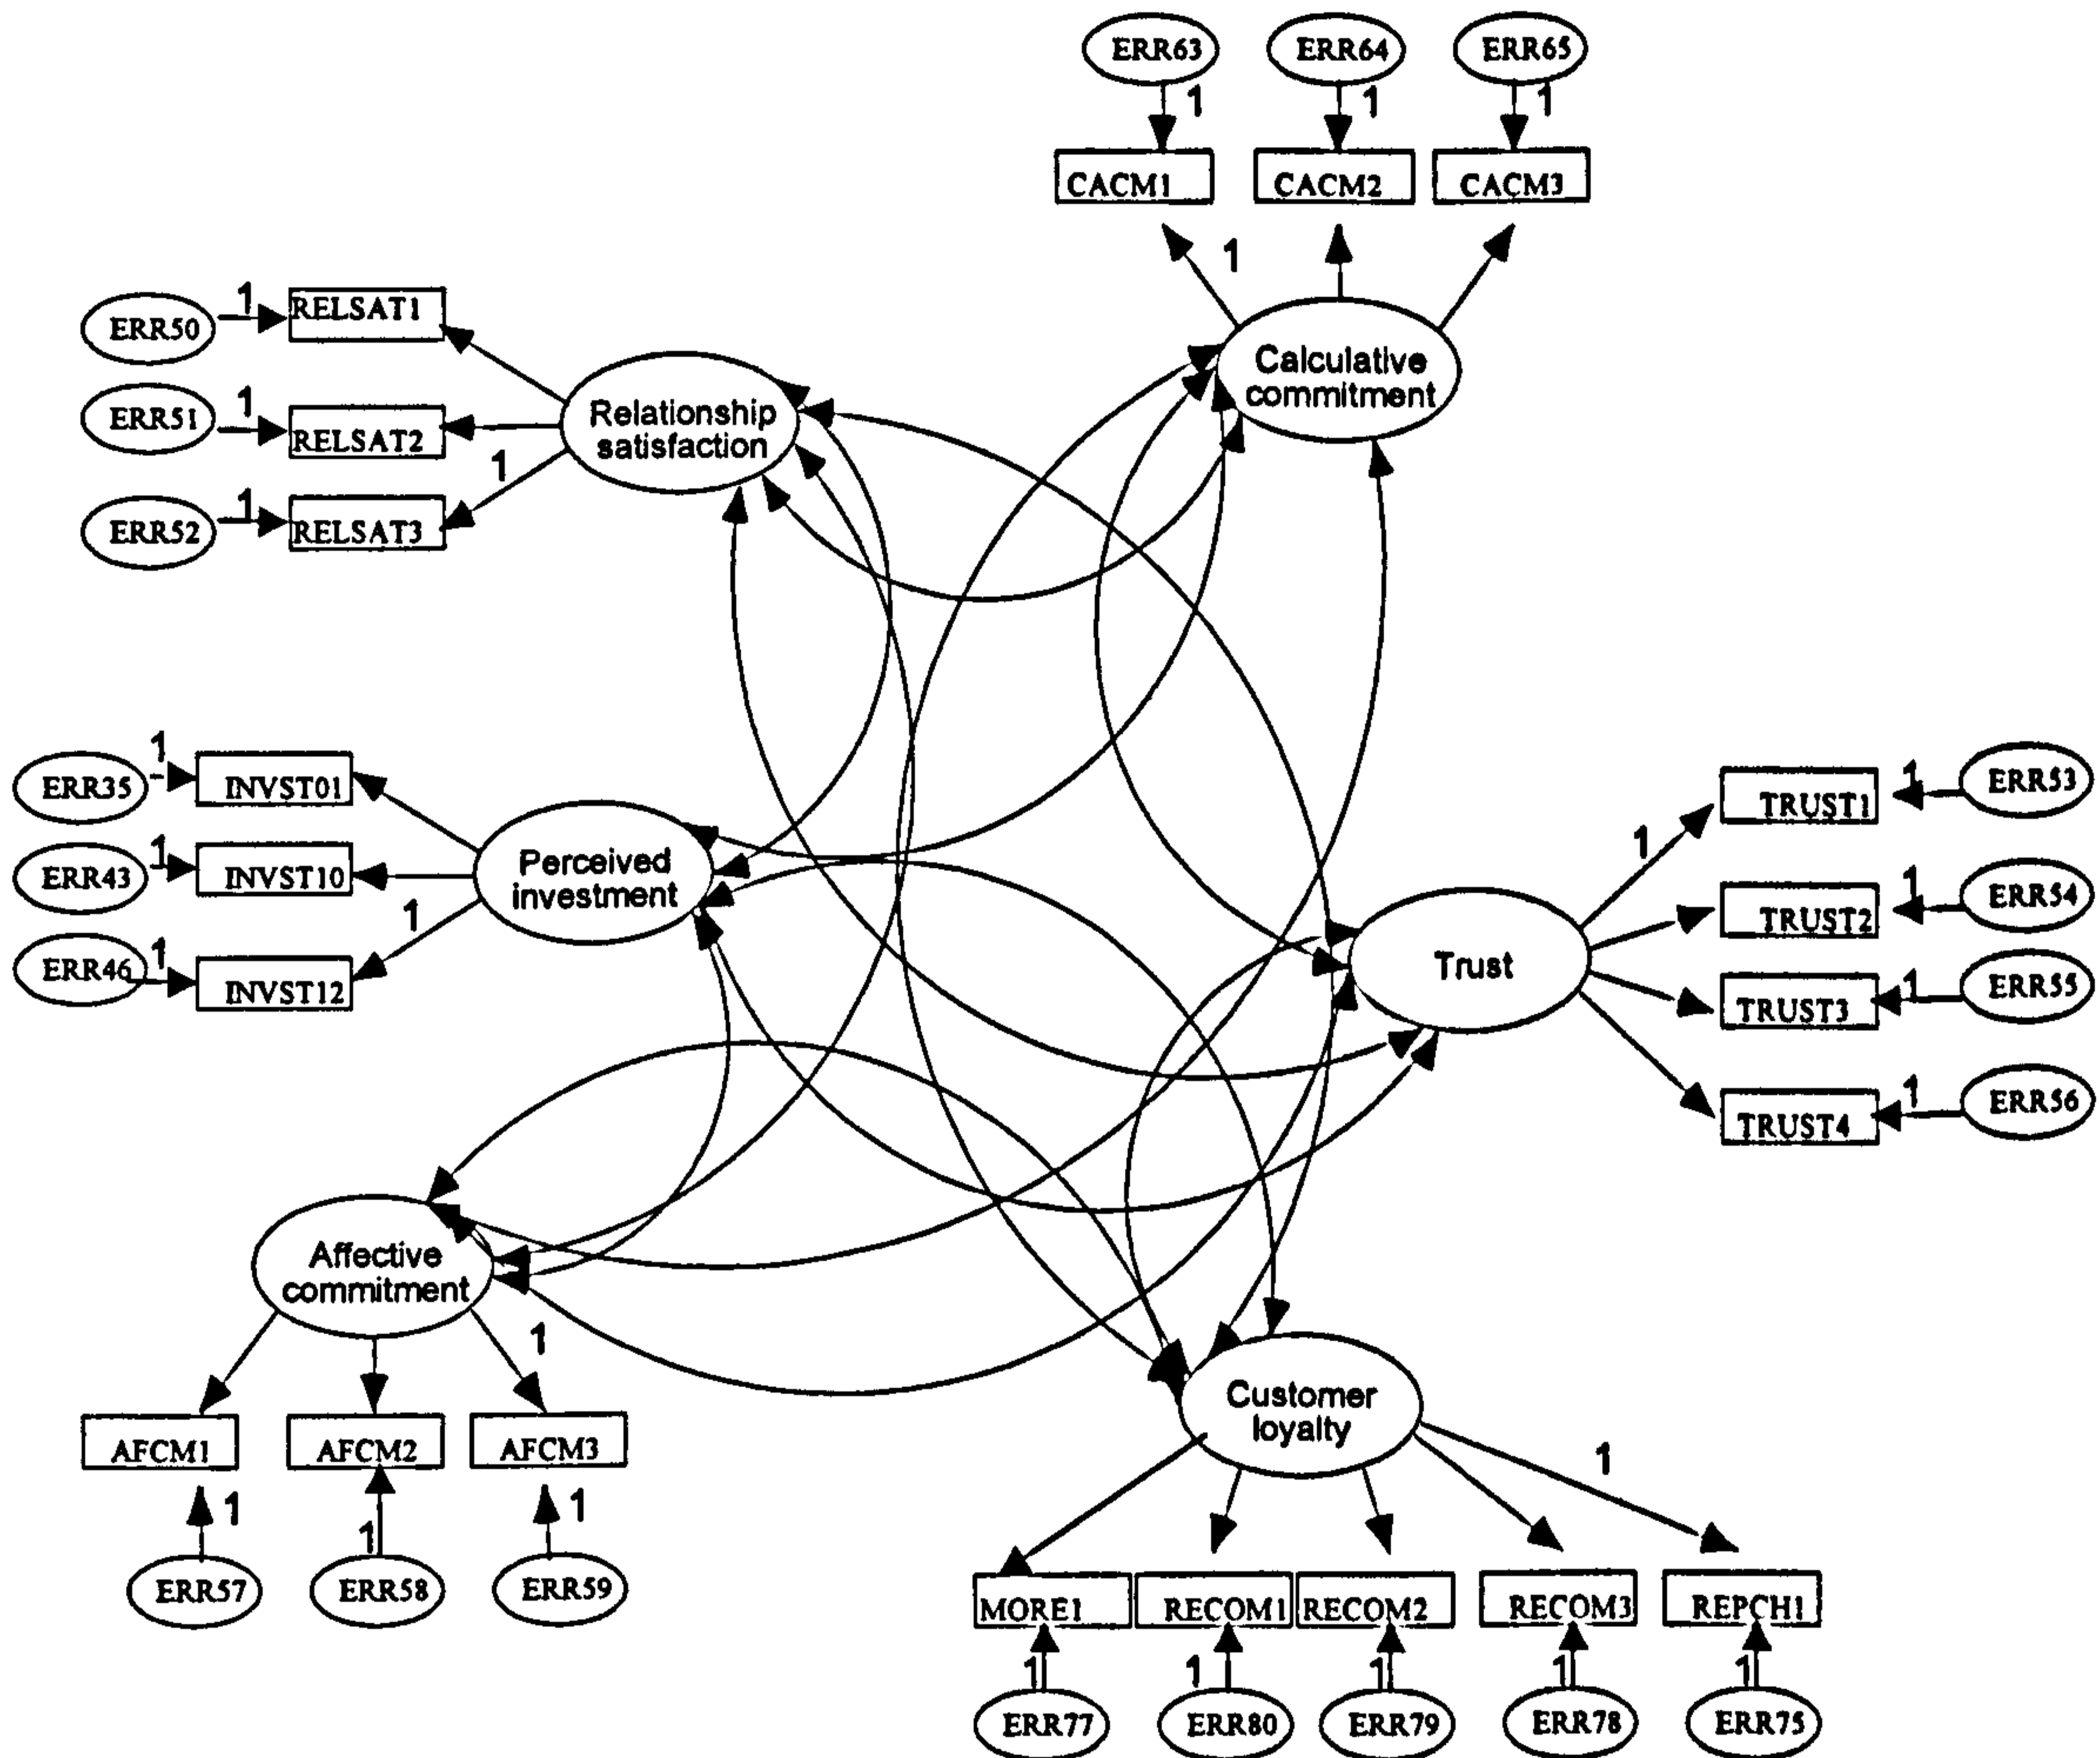 ERR63
ERR64
ERR65
1
1
1
CACM1
CACM2
CACM3
1
Calculative
commitment
ERR50
1
RELSAT1
ERR51
1
RELSAT2
ERR52
1
RELSAT3
1
Relationship
satisfaction
ERR35
1
INVST01
ERR43
1
INVST10
ERR46
1
INVST12
1
Perceived
investment
Trust
1
TRUST1
1
ERR53
TRUST2
1
ERR54
TRUST3
1
ERR55
TRUST4
1
ERR56
Affective
commitment
1
AFCM1
AFCM2
AFCM3
1
1
1
ERR57
ERR58
ERR59
Customer
loyalty
1
MORE1
RECOM1
RECOM2
RECOM3
REPCH1
1
1
1
1
1
ERR77
ERR80
ERR79
ERR78
ERR75